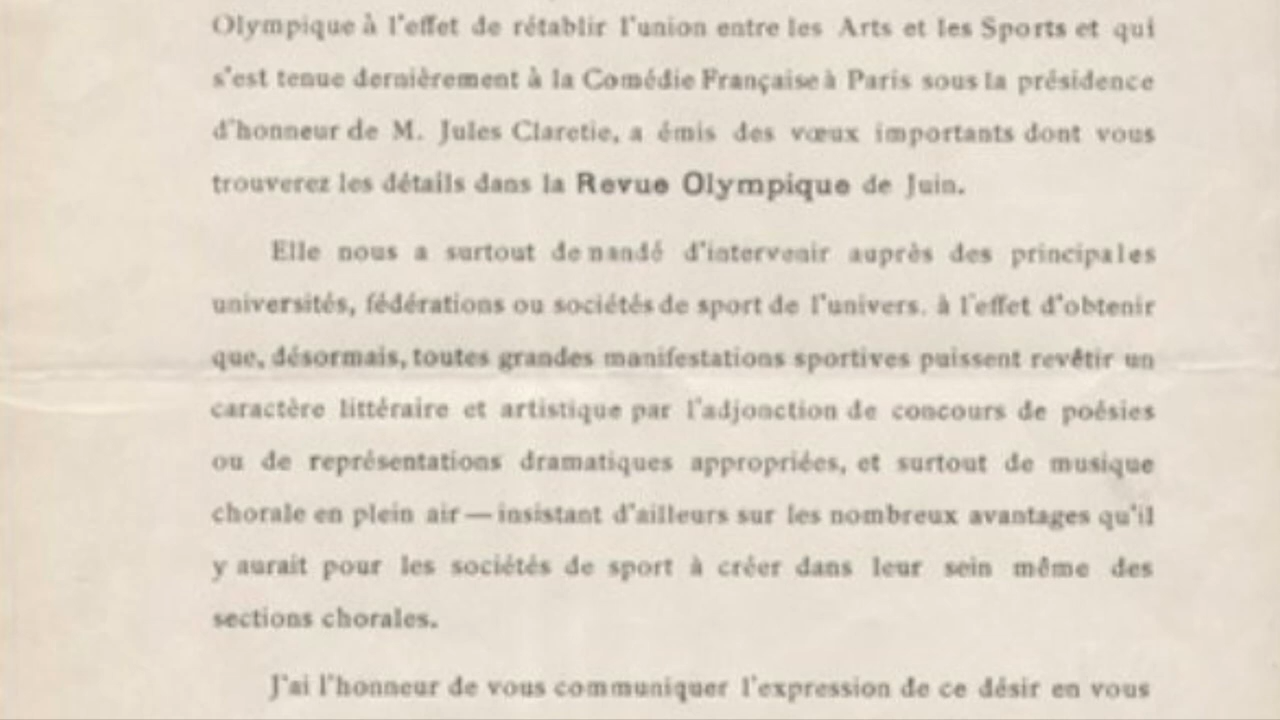 Olympique à l'effet de rétablir l'union entre les Arts et les Sports et qui
s'est tenue dernièrement à la Comédie Française à Paris sous la présidence
d'honneur de M. Jules Claretie, a émis des vœux importants dont vous
trouverez les détails dans la Revue Olympique de Juin.
Elle nous a surtout demandé d'intervenir auprès des principales
universités, fédérations ou sociétés de sport de l'univers. à l'effet d'obtenir
que, désormais, toutes grandes manifestations sportives puissent revêtir un
caractère littéraire et artistique par l'adjonction de concours de poésies
ou de représentations dramatiques appropriées, et surtout de musique
chorale en plein air — insistant d'ailleurs sur les nombreux avantages qu'il
y aurait pour les sociétés de sport à créer dans leur sein même des
sections chorales.
J'ai l'honneur de vous communiquer l'expression de ce désir en vous